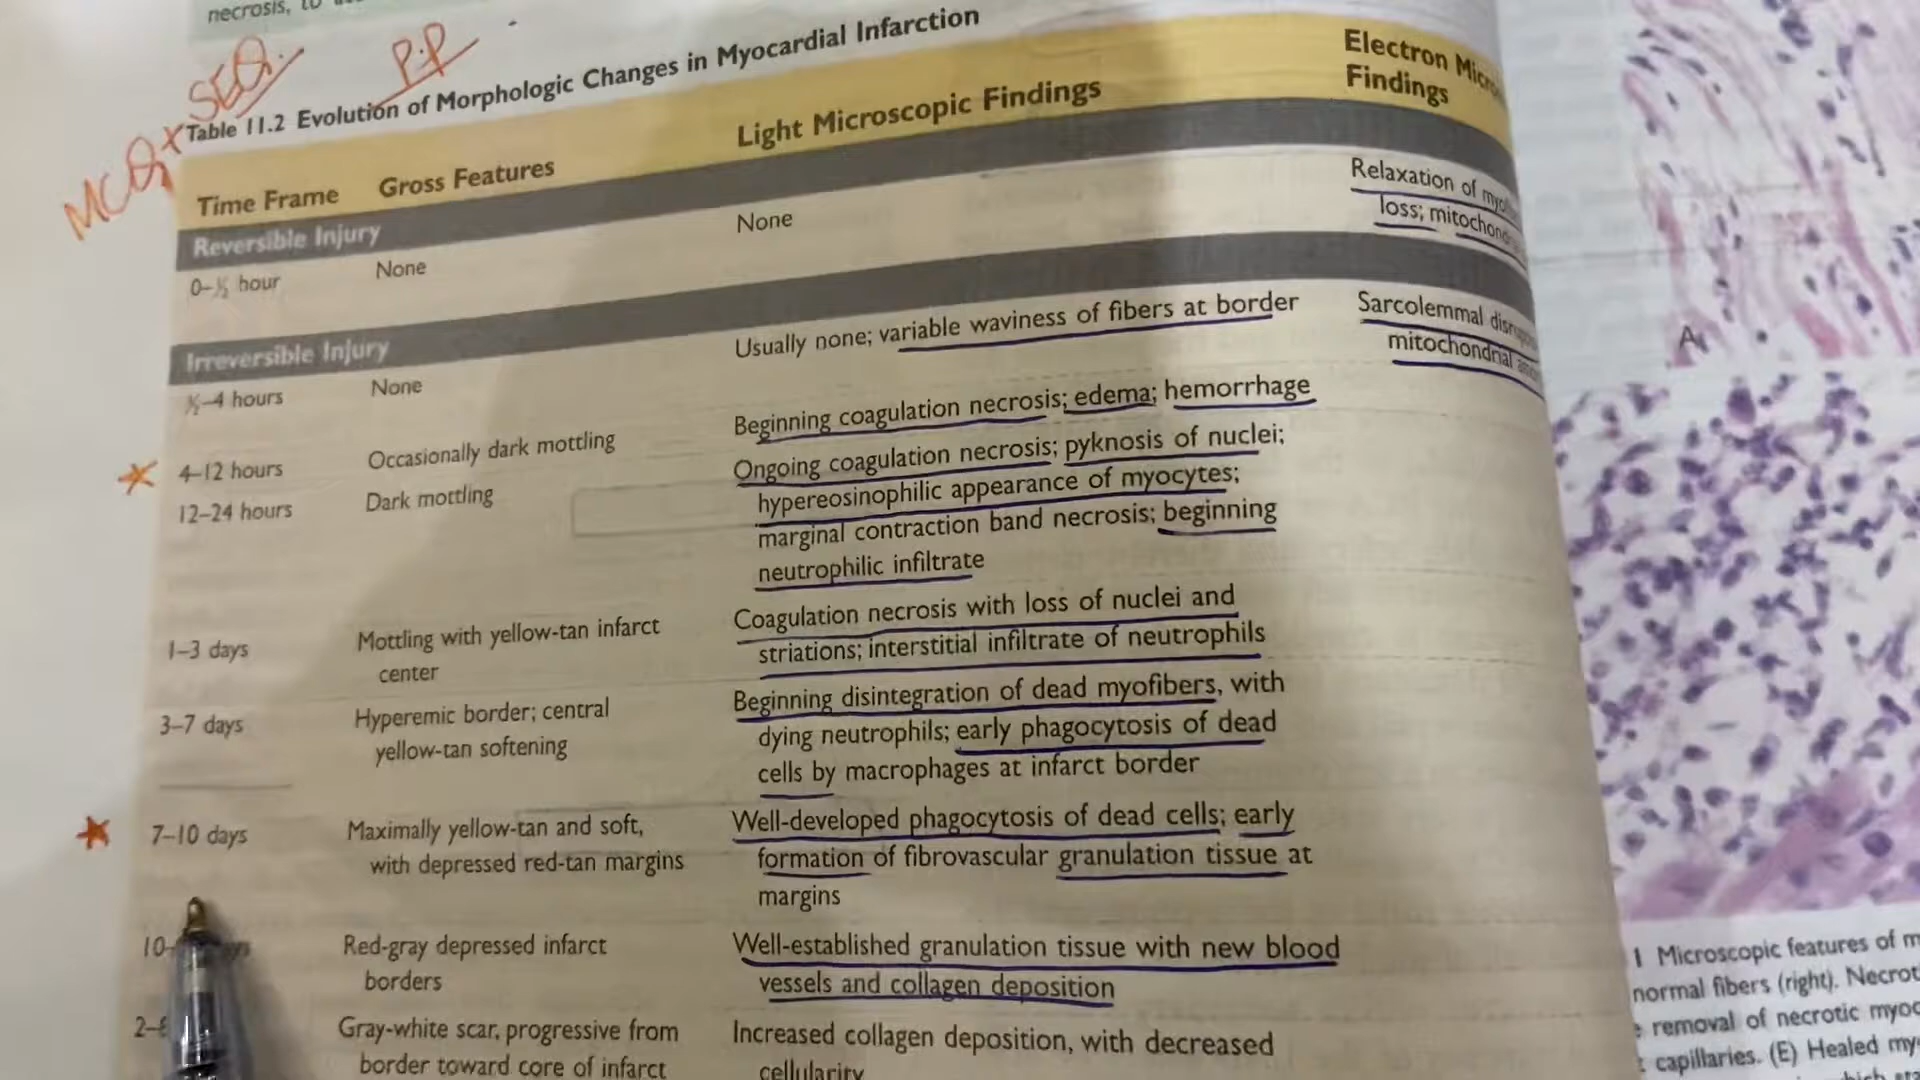 necrosis, to
SEQ.
P.P
MCQ
Table 11.2 Evolution of Morphologic Changes in Myocardial Infarction
Time Frame Gross Features Light Microscopic Findings Electron
Findings
Reversible Injury
0–½ hour None None Relaxation of
loss;
Irreversible Injury
½–4 hours None Usually none; variable waviness of fibers at border Sarcolemmal
mitochondrial
4–12 hours Occasionally dark mottling Beginning coagulation necrosis; edema; hemorrhage
12–24 hours Dark mottling Ongoing coagulation necrosis; pyknosis of nuclei;
hypereosinophilic appearance of myocytes;
marginal contraction band necrosis; beginning
neutrophilic infiltrate
1–3 days Mottling with yellow-tan infarct Coagulation necrosis with loss of nuclei and
center striations; interstitial infiltrate of neutrophils
3–7 days Hyperemic border; central Beginning disintegration of dead myofibers, with
yellow-tan softening dying neutrophils; early phagocytosis of dead
cells by macrophages at infarct border
7–10 days Maximally yellow-tan and soft, Well-developed phagocytosis of dead cells; early
with depressed red-tan margins formation of fibrovascular granulation tissue at
margins
10– Red-gray depressed infarct Well-established granulation tissue with new blood
borders vessels and collagen deposition
Gray-white scar, progressive from Increased collagen deposition, with decreased
border toward core of infarct cellularity
A
1 Microscopic features of
normal fibers (right).
removal of necrotic
capillaries. (E) Healed